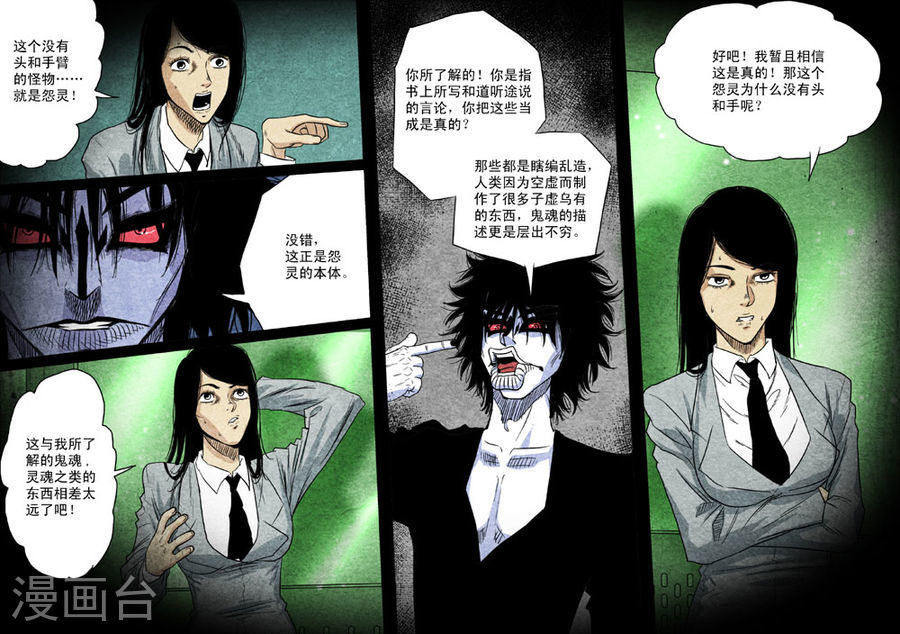 这个没有
头和手臂
的怪物……
就是怨灵！
没错，
这正是怨
灵的本体。
这与我所了
解的鬼魂，
灵魂之类的
东西相差太
远了吧！
你所了解的！你是指
书上所写和道听途说
的言论，你把这些当
成是真的？
那些都是瞎编乱造，
人类因为空虚而制
作了很多子虚乌有
的东西，鬼魂的描
述更是层出不穷。
好吧！我暂且相信
这是真的！那这个
怨灵为什么没有头
和手呢？
漫画台